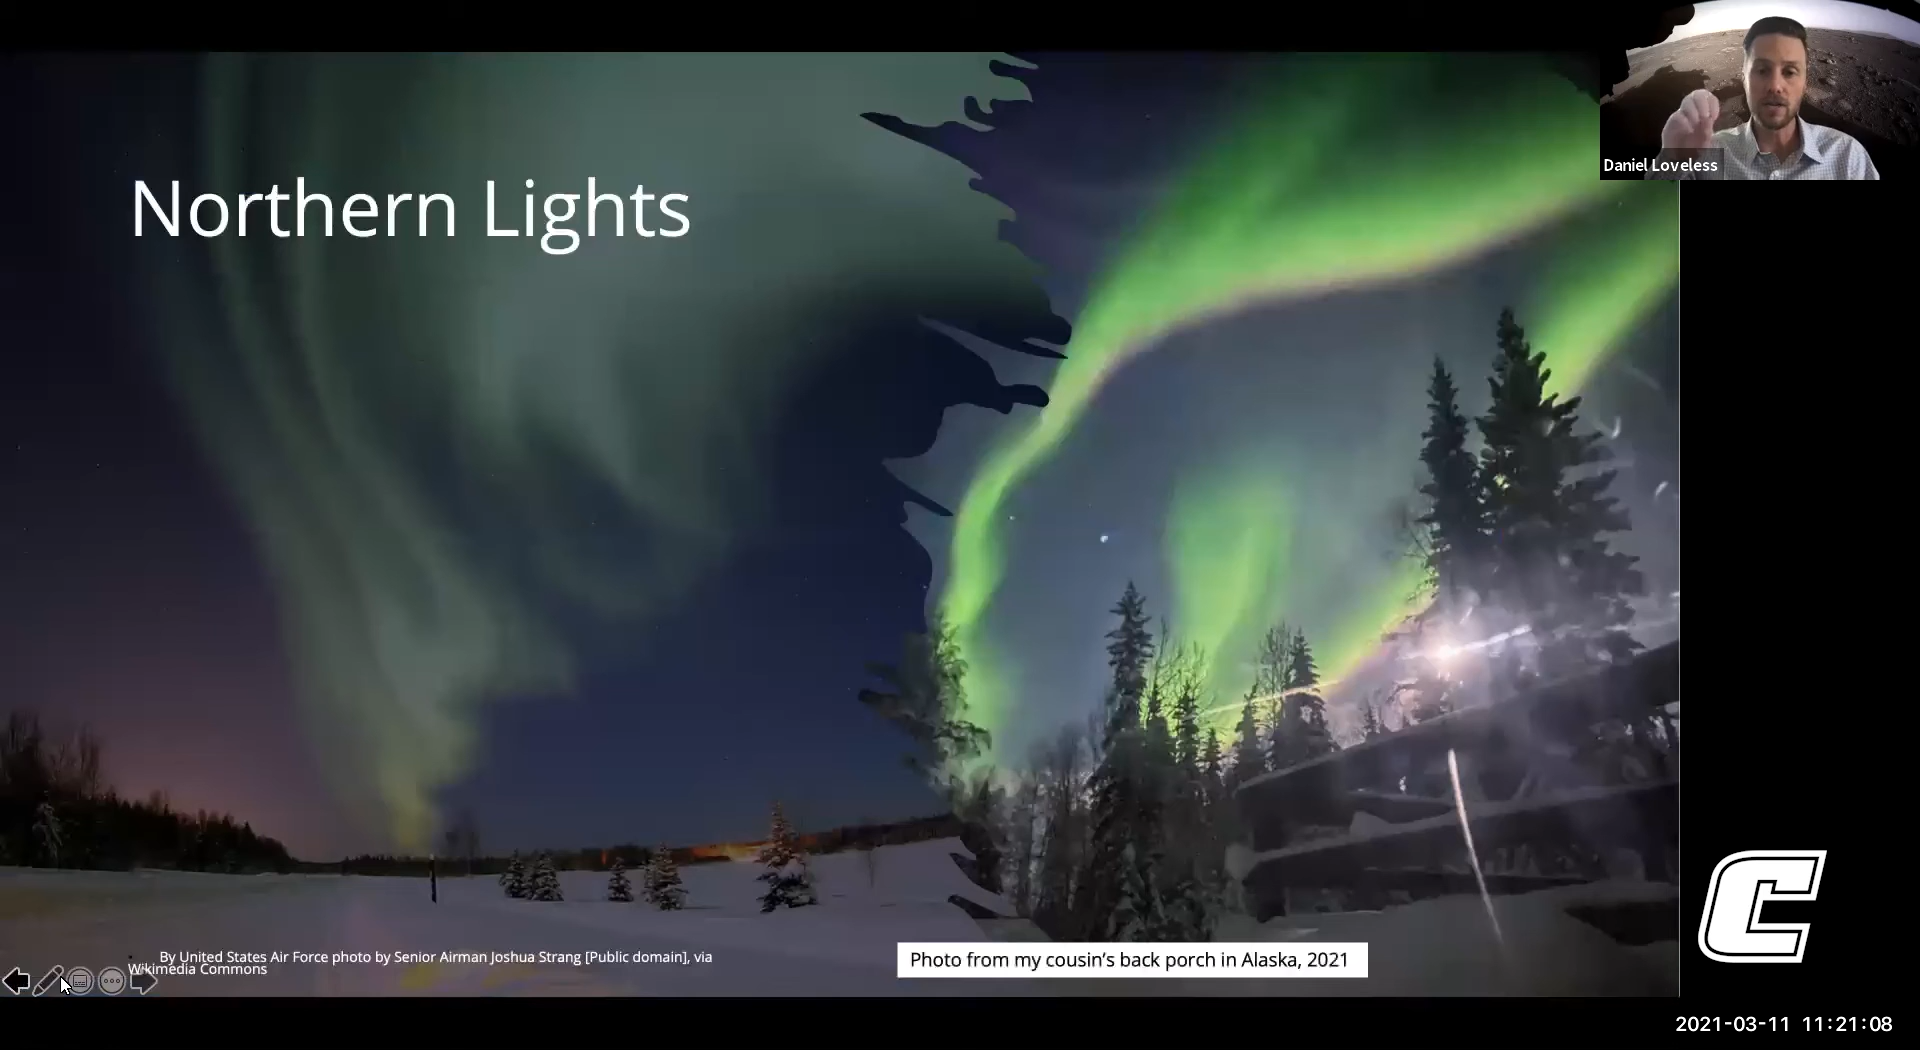 Daniel Loveless
Northern Lights
By United States Air Force photo by Senior Airman Joshua Strang [Public domain], via
Wikimedia Commons
Photo from my cousin's back porch in Alaska, 2021
C
2021-03-11 11:21:08